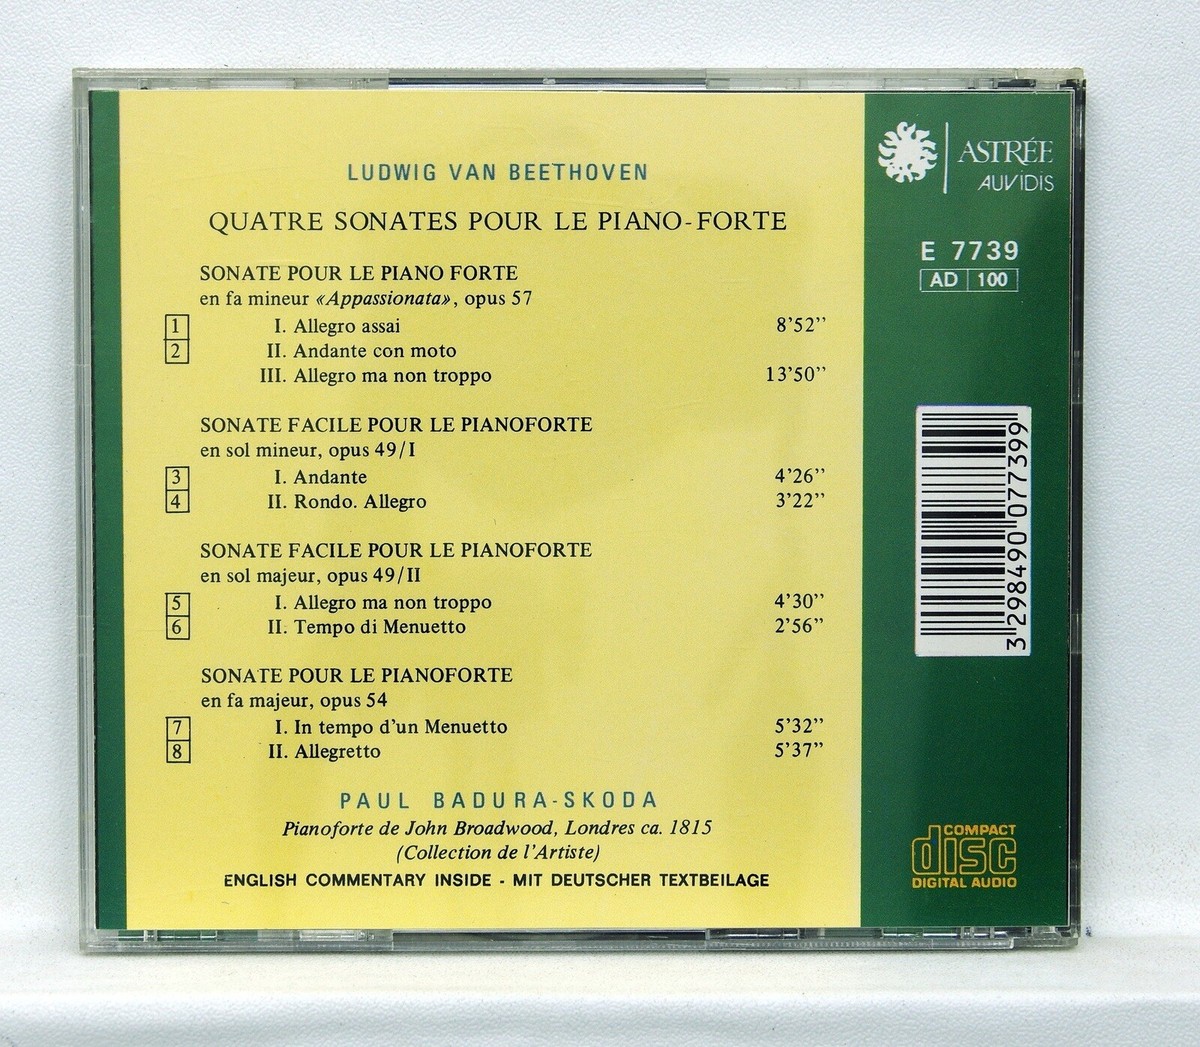 LUDWIG VAN BEETHOVEN
QUATRE SONATES POUR LE PIANO-FORTE
SONATE POUR LE PIANO FORTE
en fa mineur «Appassionata», opus 57
1 I. Allegro assai 8’52’’
2 II. Andante con moto
III. Allegro ma non troppo 13’50’’
SONATE FACILE POUR LE PIANOFORTE
en sol mineur, opus 49/I
3 I. Andante 4’26’’
4 II. Rondo. Allegro 3’22’’
SONATE FACILE POUR LE PIANOFORTE
en sol majeur, opus 49/II
5 I. Allegro ma non troppo 4’30’’
6 II. Tempo di Menuetto 2’56’’
SONATE POUR LE PIANOFORTE
en fa majeur, opus 54
7 I. In tempo d’un Menuetto 5’32’’
8 II. Allegretto 5’37’’
PAUL BADURA-SKODA
Pianoforte de John Broadwood, Londres ca. 1815
(Collection de l’Artiste)
ENGLISH COMMENTARY INSIDE - MIT DEUTSCHER TEXTBEILAGE
ASTRÉE
AUVIDIS
E 7739
AD 100
3 298490 077399
COMPACT
disc
DIGITAL AUDIO